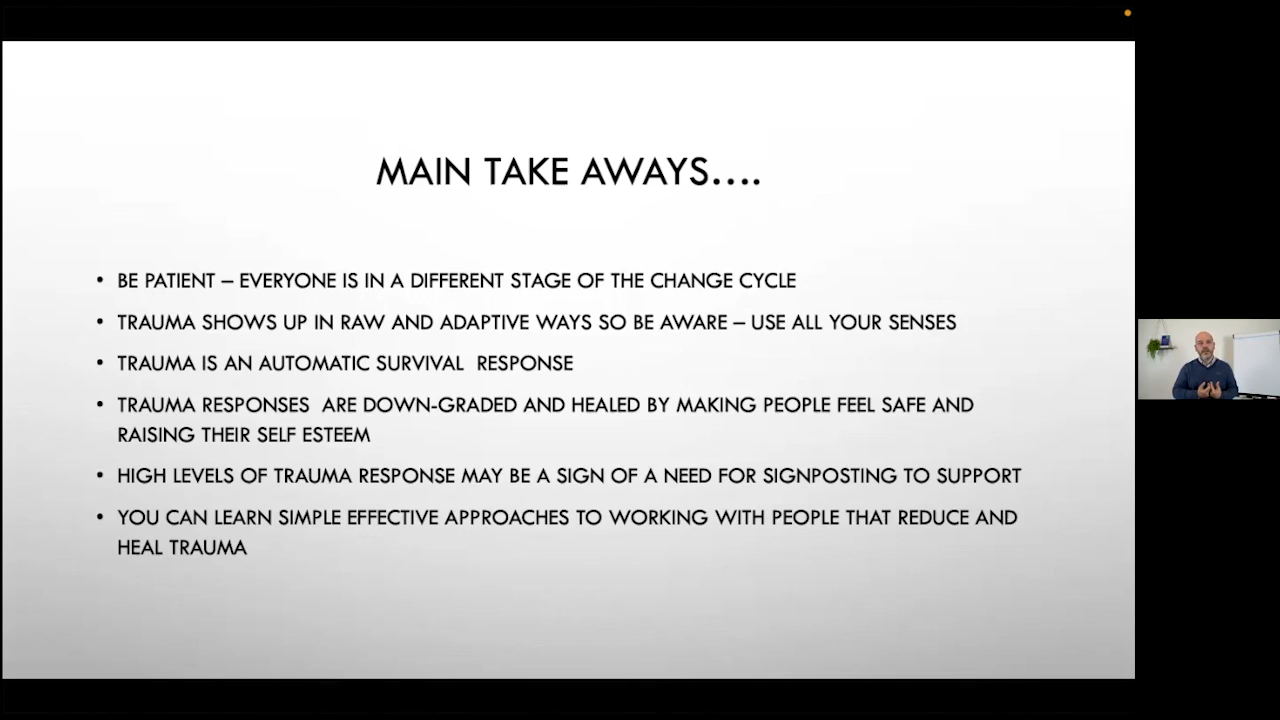 MAIN TAKE AWAYS....
• BE PATIENT – EVERYONE IS IN A DIFFERENT STAGE OF THE CHANGE CYCLE
• TRAUMA SHOWS UP IN RAW AND ADAPTIVE WAYS SO BE AWARE – USE ALL YOUR SENSES
• TRAUMA IS AN AUTOMATIC SURVIVAL  RESPONSE
• TRAUMA RESPONSES  ARE DOWN-GRADED AND HEALED BY MAKING PEOPLE FEEL SAFE AND
RAISING THEIR SELF ESTEEM
• HIGH LEVELS OF TRAUMA RESPONSE MAY BE A SIGN OF A NEED FOR SIGNPOSTING TO SUPPORT
• YOU CAN LEARN SIMPLE EFFECTIVE APPROACHES TO WORKING WITH PEOPLE THAT REDUCE AND
HEAL TRAUMA